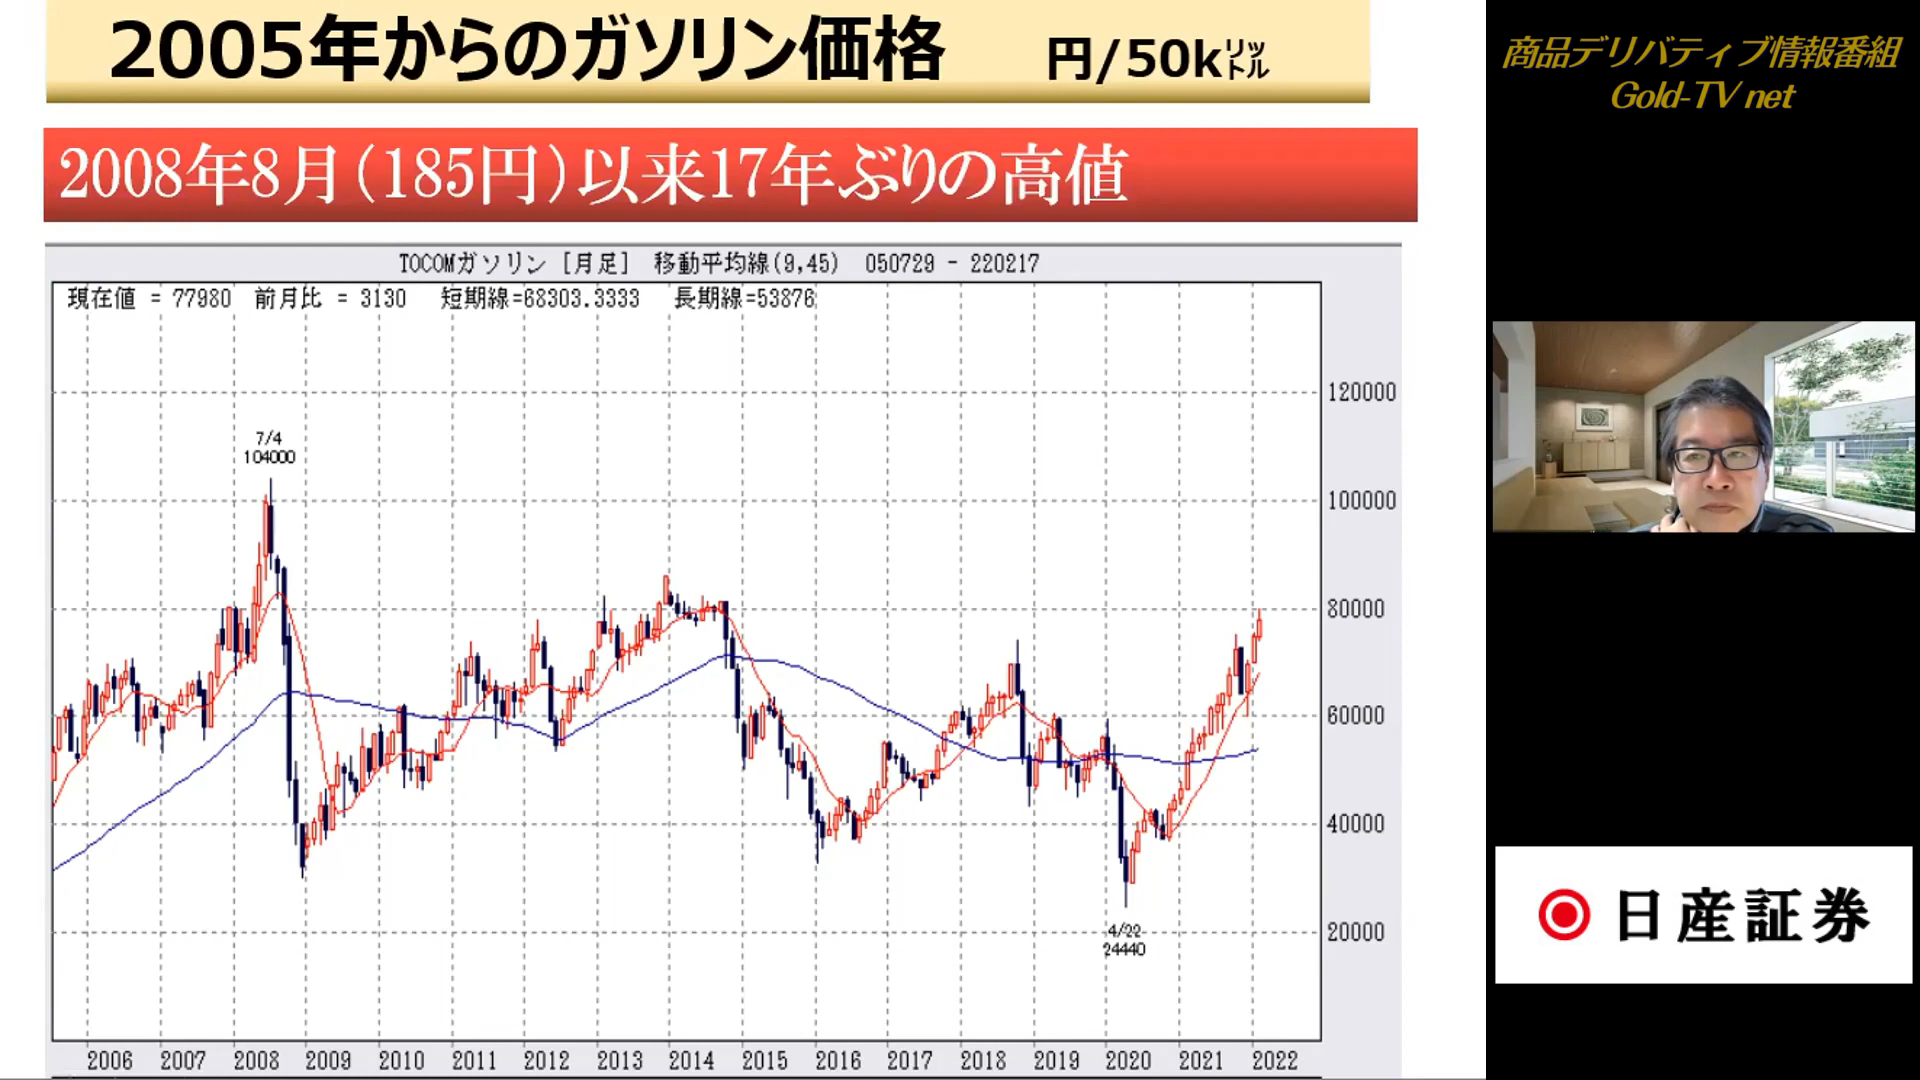 2005年からのガソリン価格 円/50kリットル
2008年8月(185円)以来17年ぶりの高値
TOCOMガソリン [月足] 移動平均線(9,45) 050729 - 220217
現在値 = 77980 前月比 = 3130 短期線=68303.3333 長期線=53876
120000
7/4
104000
100000
80000
60000
40000
4/22
24440
20000
2006 2007 2008 2009 2010 2011 2012 2013 2014 2015 2016 2017 2018 2019 2020 2021 2022
商品デリバティブ情報番組
Gold-TV net
日産証券